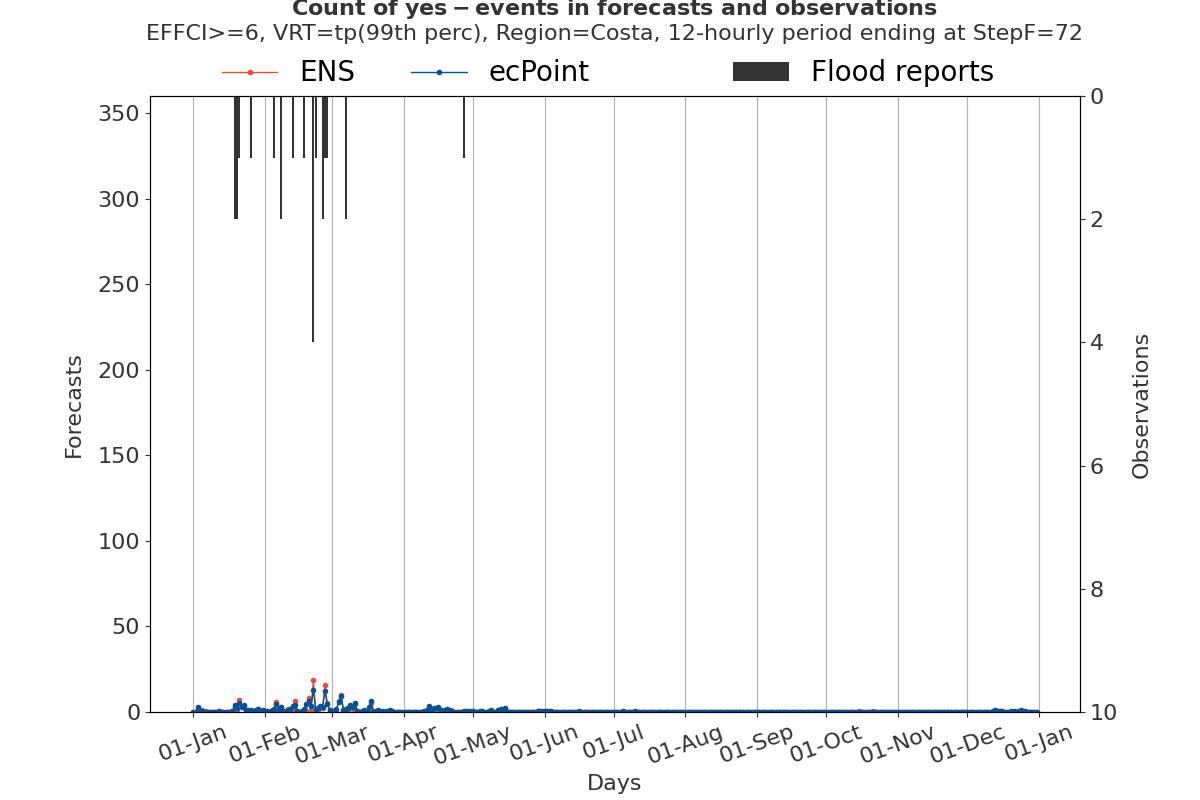 Count of yes − events in forecasts and observations
EFFCI>=6, VRT=tp(99th perc), Region=Costa, 12-hourly period ending at StepF=72
ENS ecPoint Flood reports
350
300
250
200
150
100
50
0
Forecasts
0
2
4
6
8
10
Observations
01-Jan 01-Feb 01-Mar 01-Apr 01-May 01-Jun 01-Jul 01-Aug 01-Sep 01-Oct 01-Nov 01-Dec 01-Jan
Days